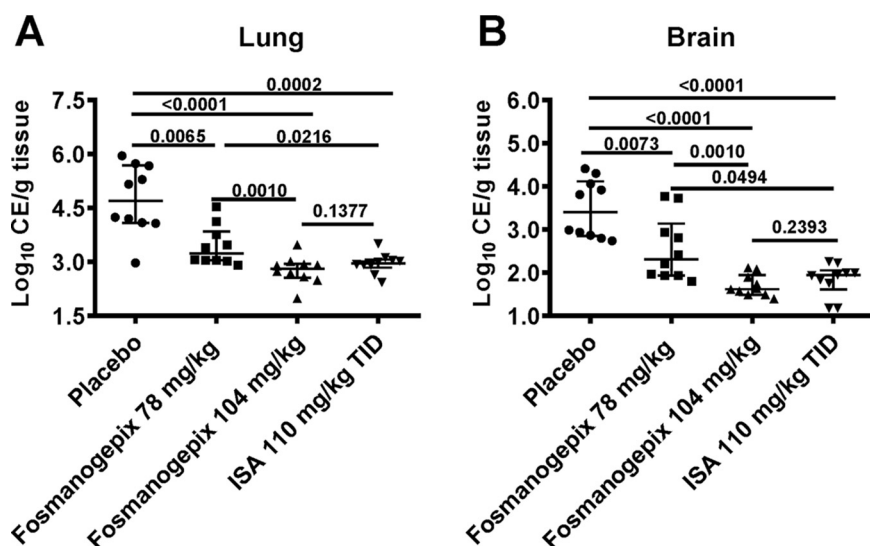 A
Lung
Log10 CE/g tissue
7.5
6.0
4.5
3.0
1.5
0.0002
<0.0001
0.0065
0.0216
0.0010
0.1377
Placebo
Fosmanogepix 78 mg/kg
Fosmanogepix 104 mg/kg
ISA 110 mg/kg TID
B
Brain
Log10 CE/g tissue
6.0
5.0
4.0
3.0
2.0
1.0
<0.0001
<0.0001
0.0073
0.0010
0.0494
0.2393
Placebo
Fosmanogepix 78 mg/kg
Fosmanogepix 104 mg/kg
ISA 110 mg/kg TID